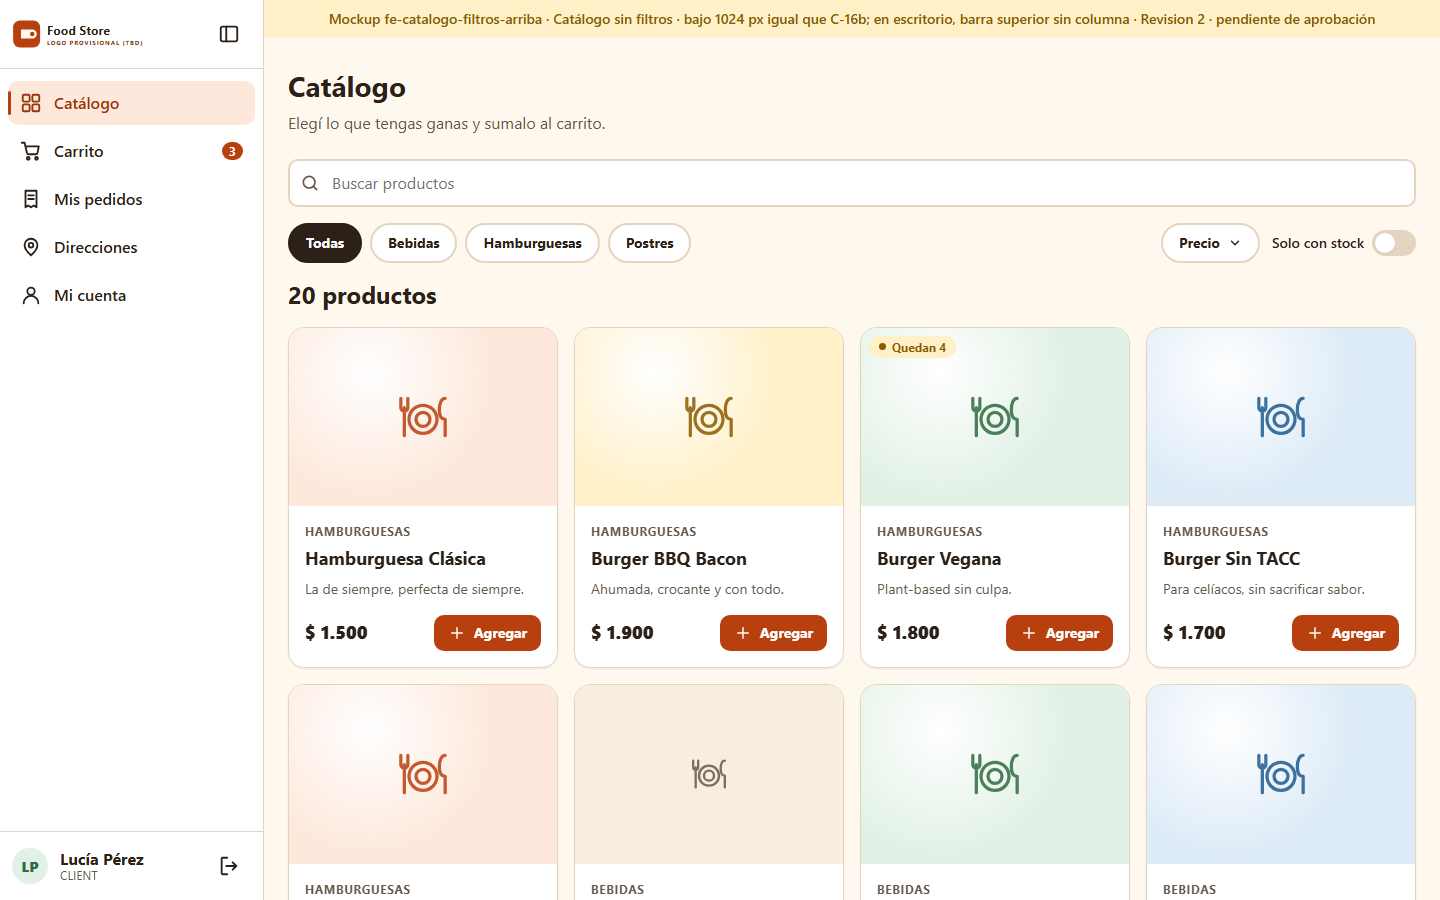 Food Store
LOGO PROVISIONAL (TBD)
Catálogo
Carrito
3
Mis pedidos
Direcciones
Mi cuenta
LP
Lucía Pérez
CLIENT
Mockup fe-catalogo-filtros-arriba · Catálogo sin filtros · bajo 1024 px igual que C-16b; en escritorio, barra superior sin columna · Revision 2 · pendiente de aprobación
Catálogo
Elegí lo que tengas ganas y sumalo al carrito.
Buscar productos
Todas
Bebidas
Hamburguesas
Postres
Precio
Solo con stock
20 productos
HAMBURGUESAS
Hamburguesa Clásica
La de siempre, perfecta de siempre.
$ 1.500
Agregar
HAMBURGUESAS
Burger BBQ Bacon
Ahumada, crocante y con todo.
$ 1.900
Agregar
Quedan 4
HAMBURGUESAS
Burger Vegana
Plant-based sin culpa.
$ 1.800
Agregar
HAMBURGUESAS
Burger Sin TACC
Para celíacos, sin sacrificar sabor.
$ 1.700
Agregar
HAMBURGUESAS
BEBIDAS
BEBIDAS
BEBIDAS